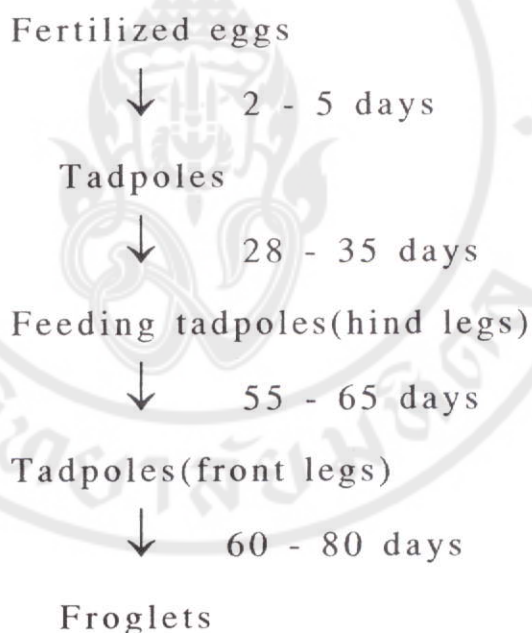 Fertilized eggs
↓ 2 - 5 days
Tadpoles
↓ 28 - 35 days
Feeding tadpoles(hind legs)
↓ 55 - 65 days
Tadpoles(front legs)
↓ 60 - 80 days
Froglets